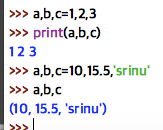 >>> a,b,c=1,2,3
>>> print(a,b,c)
1 2 3
>>> a,b,c=10,15.5,'srinu'
>>> a,b,c
(10, 15.5, 'srinu')
>>>